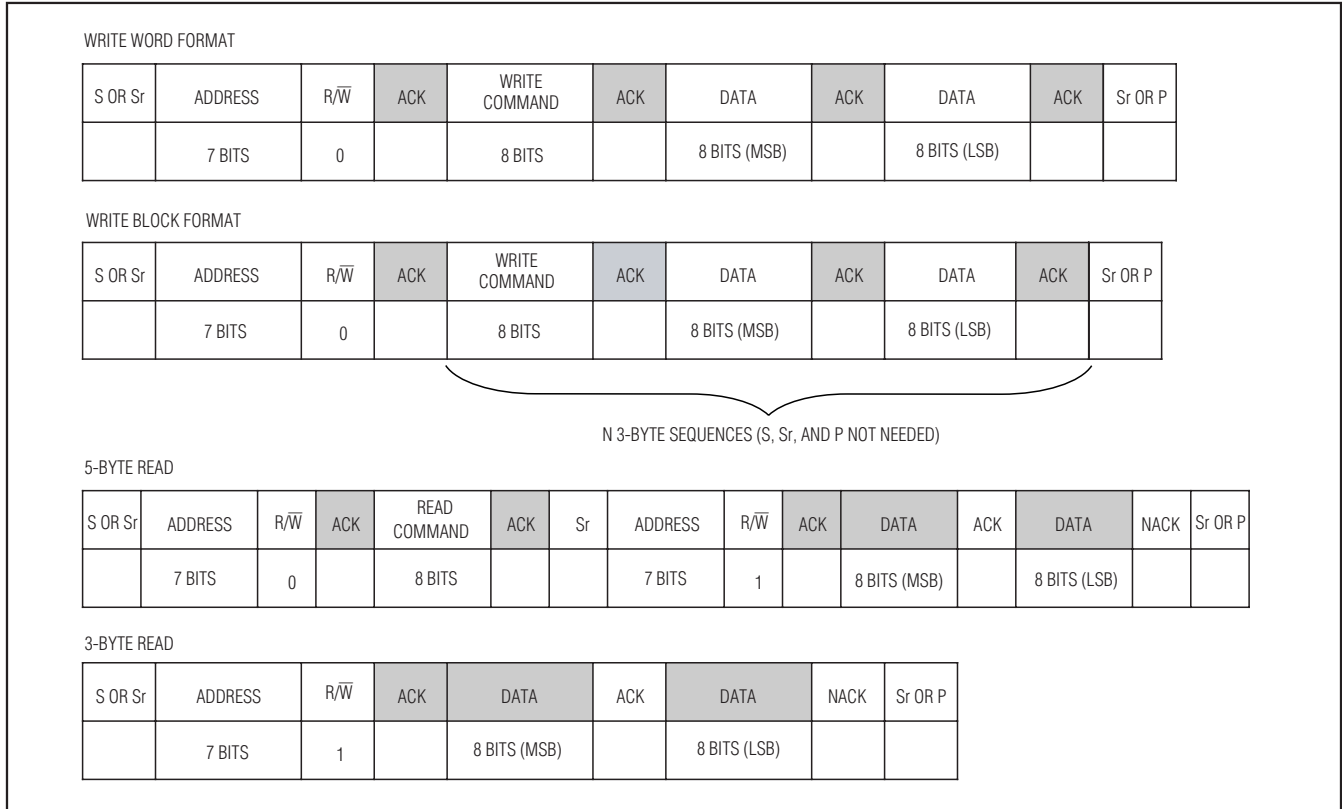 WRITE WORD FORMAT
S OR Sr ADDRESS R/W̅ ACK WRITE COMMAND ACK DATA ACK DATA ACK Sr OR P
7 BITS 0 8 BITS 8 BITS (MSB) 8 BITS (LSB)
WRITE BLOCK FORMAT
S OR Sr ADDRESS R/W̅ ACK WRITE COMMAND ACK DATA ACK DATA ACK Sr OR P
7 BITS 0 8 BITS 8 BITS (MSB) 8 BITS (LSB)
N 3-BYTE SEQUENCES (S, Sr, AND P NOT NEEDED)
5-BYTE READ
S OR Sr ADDRESS R/W̅ ACK READ COMMAND ACK Sr ADDRESS R/W̅ ACK DATA ACK DATA NACK Sr OR P
7 BITS 0 8 BITS 7 BITS 1 8 BITS (MSB) 8 BITS (LSB)
3-BYTE READ
S OR Sr ADDRESS R/W̅ ACK DATA ACK DATA NACK Sr OR P
7 BITS 1 8 BITS (MSB) 8 BITS (LSB)